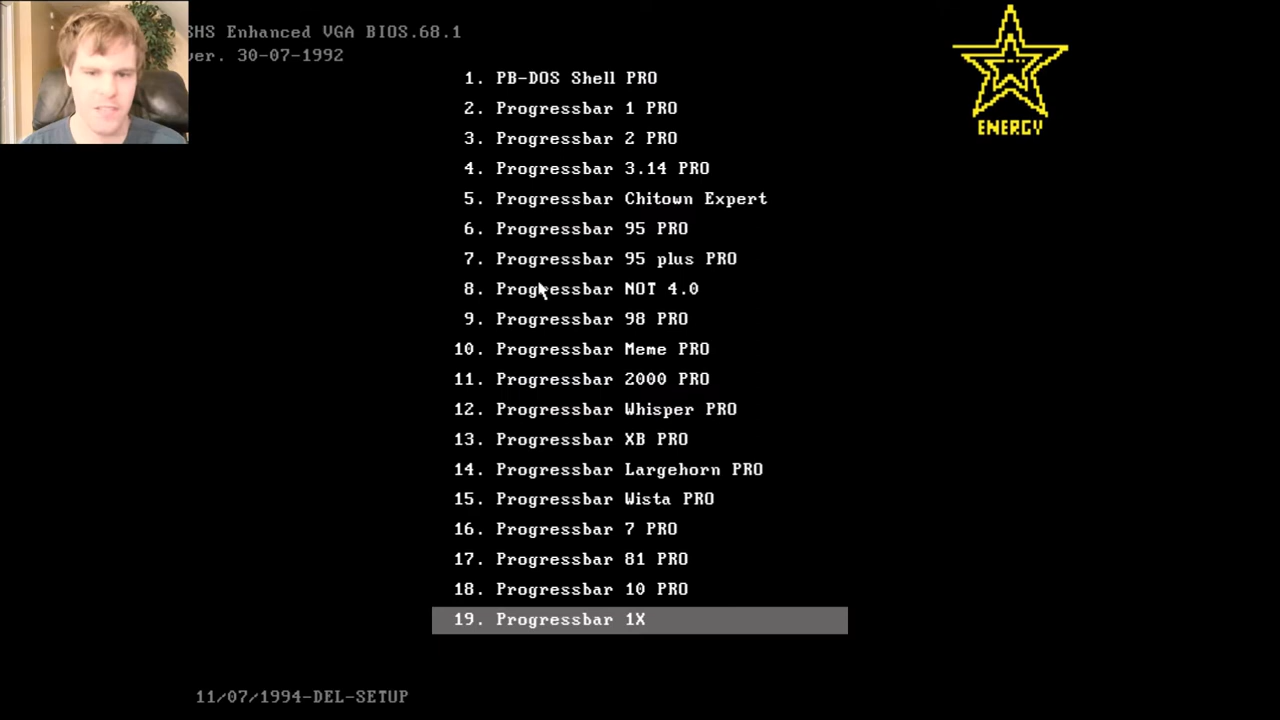 SHS Enhanced VGA BIOS.68.1
ver. 30-07-1992
ENERGY
1. PB-DOS Shell PRO
2. Progressbar 1 PRO
3. Progressbar 2 PRO
4. Progressbar 3.14 PRO
5. Progressbar Chitown Expert
6. Progressbar 95 PRO
7. Progressbar 95 plus PRO
8. Progressbar NOT 4.0
9. Progressbar 98 PRO
10. Progressbar Meme PRO
11. Progressbar 2000 PRO
12. Progressbar Whisper PRO
13. Progressbar XB PRO
14. Progressbar Largehorn PRO
15. Progressbar Wista PRO
16. Progressbar 7 PRO
17. Progressbar 81 PRO
18. Progressbar 10 PRO
19. Progressbar 1X
11/07/1994-DEL-SETUP